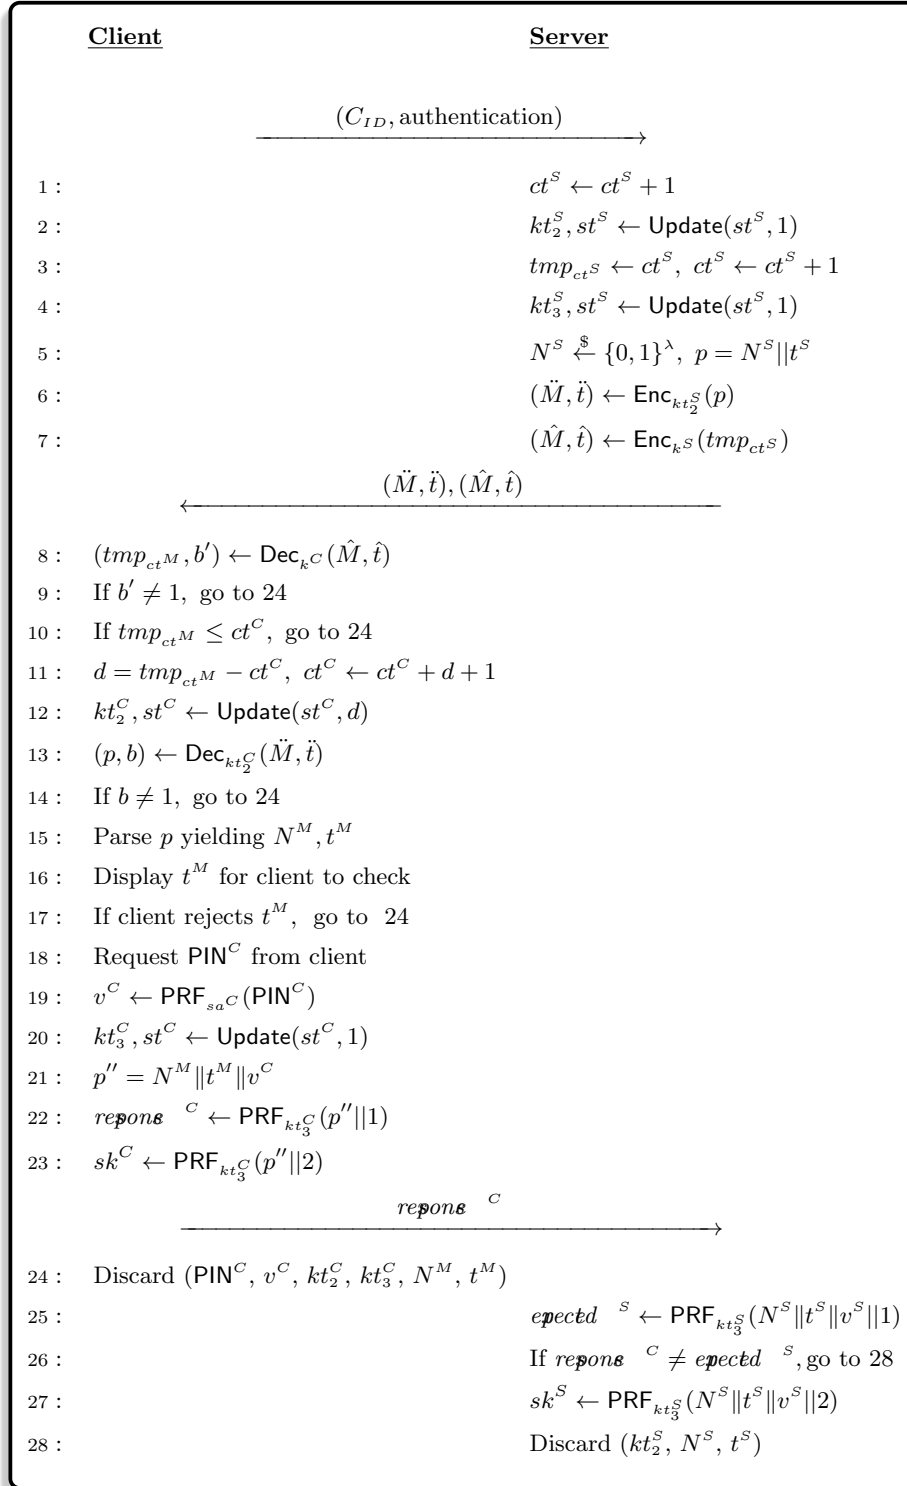 Client Server
(C_{ID}, authentication)
1 : ct^S ← ct^S + 1
2 : kt_2^S, st^S ← Update(st^S, 1)
3 : tmp_{ct^S} ← ct^S, ct^S ← ct^S + 1
4 : kt_3^S, st^S ← Update(st^S, 1)
5 : N^S ←$ {0, 1}^λ, p = N^S||t^S
6 : (M̈, ẗ) ← Enc_{kt_2^S}(p)
7 : (M̂, t̂) ← Enc_{k^S}(tmp_{ct^S})
(M̈, ẗ), (M̂, t̂)
8 : (tmp_{ct^M}, b′) ← Dec_{k^C}(M̂, t̂)
9 : If b′ ≠ 1, go to 24
10 : If tmp_{ct^M} ≤ ct^C, go to 24
11 : d = tmp_{ct^M} − ct^C, ct^C ← ct^C + d + 1
12 : kt_2^C, st^C ← Update(st^C, d)
13 : (p, b) ← Dec_{kt_2^C}(M̈, ẗ)
14 : If b ≠ 1, go to 24
15 : Parse p yielding N^M, t^M
16 : Display t^M for client to check
17 : If client rejects t^M, go to 24
18 : Request PIN^C from client
19 : v^C ← PRF_{sa^C}(PIN^C)
20 : kt_3^C, st^C ← Update(st^C, 1)
21 : p″ = N^M‖t^M‖v^C
22 : response^C ← PRF_{kt_3^C}(p″||1)
23 : sk^C ← PRF_{kt_3^C}(p″||2)
response^C
24 : Discard (PIN^C, v^C, kt_2^C, kt_3^C, N^M, t^M)
25 : expected^S ← PRF_{kt_3^S}(N^S‖t^S‖v^S||1)
26 : If response^C ≠ expected^S, go to 28
27 : sk^S ← PRF_{kt_3^S}(N^S‖t^S‖v^S||2)
28 : Discard (kt_2^S, N^S, t^S)